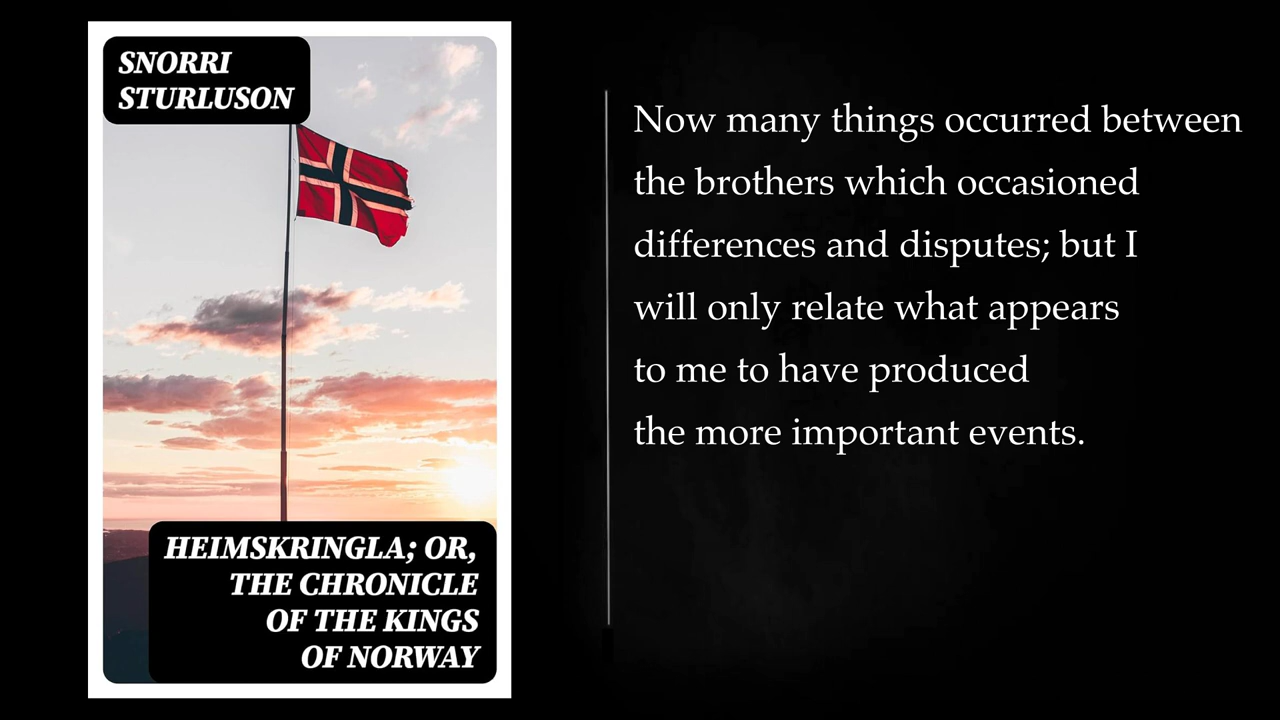 SNORRI
STURLUSON
HEIMSKRINGLA; OR,
THE CHRONICLE
OF THE KINGS
OF NORWAY
Now many things occurred between
the brothers which occasioned
differences and disputes; but I
will only relate what appears
to me to have produced
the more important events.